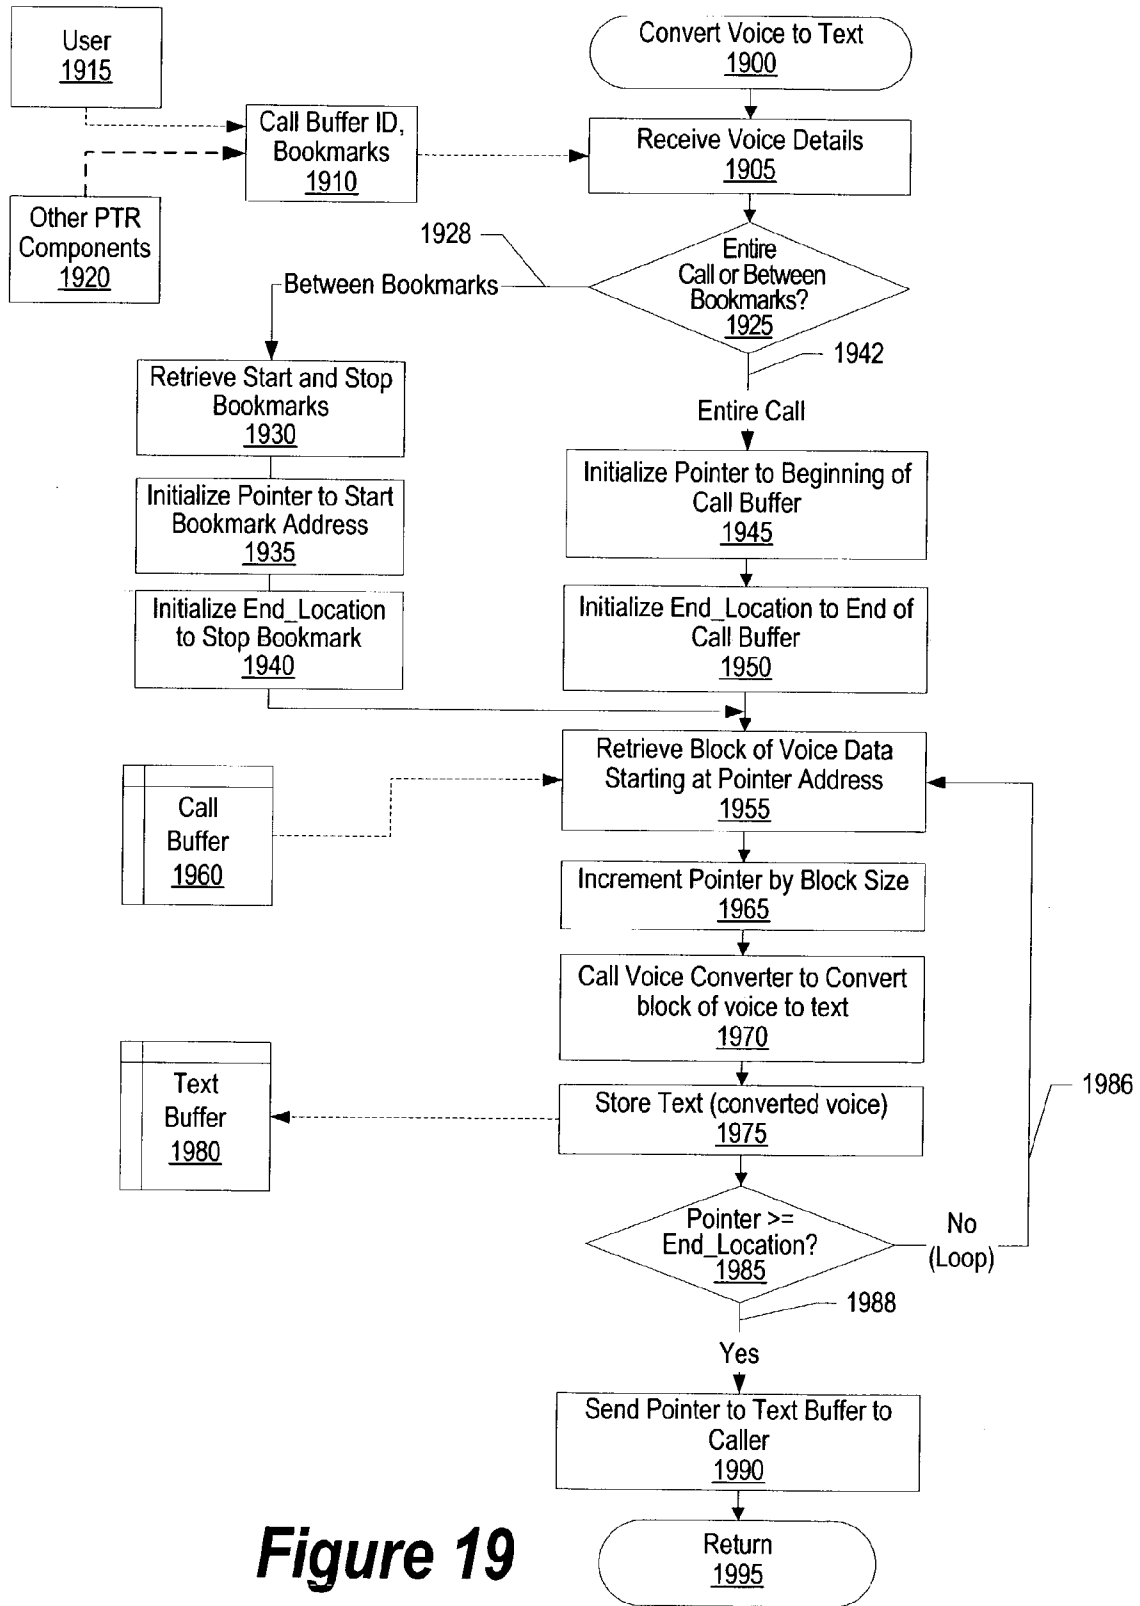 User
1915
Convert Voice to Text
1900
Call Buffer ID,
Bookmarks
1910
Receive Voice Details
1905
Other PTR
Components
1920
1928
Between Bookmarks
Entire
Call or Between
Bookmarks?
1925
1942
Entire Call
Retrieve Start and Stop
Bookmarks
1930
Initialize Pointer to Start
Bookmark Address
1935
Initialize End_Location
to Stop Bookmark
1940
Initialize Pointer to Beginning of
Call Buffer
1945
Initialize End_Location to End of
Call Buffer
1950
Retrieve Block of Voice Data
Starting at Pointer Address
1955
Call
Buffer
1960
Increment Pointer by Block Size
1965
Call Voice Converter to Convert
block of voice to text
1970
Text
Buffer
1980
Store Text (converted voice)
1975
1986
Pointer >=
End_Location?
1985
No
(Loop)
1988
Yes
Send Pointer to Text Buffer to
Caller
1990
Return
1995
Figure 19